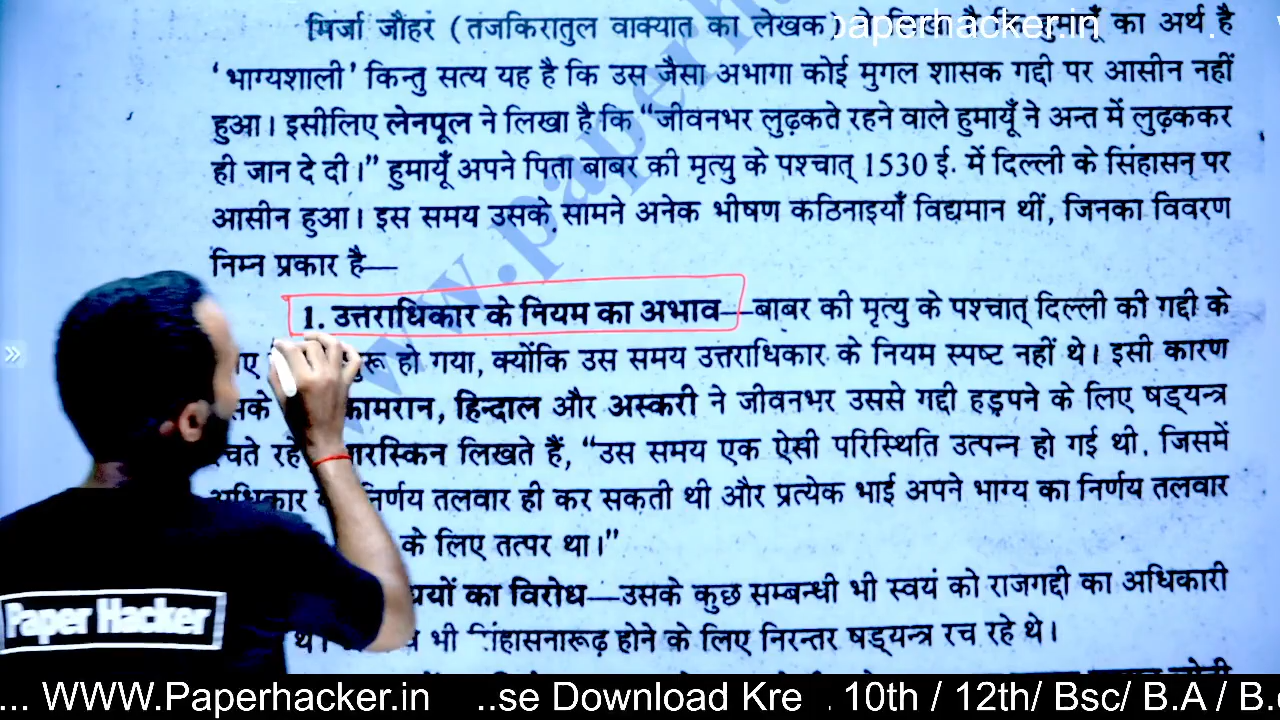 मिर्जा जौहर (तजकिरातुल वाक्यात का लेखक) का अर्थ है
paperhacker.in
'भाग्यशाली' किन्तु सत्य यह है कि उस जैसा अभागा कोई मुगल शासक गद्दी पर आसीन नहीं
हुआ। इसीलिए लेनपूल ने लिखा है कि “जीवनभर लुढ़कते रहने वाले हुमायूँ ने अन्त में लुढ़ककर
ही जान दे दी।” हुमायूँ अपने पिता बाबर की मृत्यु के पश्चात् 1530 ई. में दिल्ली के सिंहासन पर
आसीन हुआ। इस समय उसके सामने अनेक भीषण कठिनाइयाँ विद्यमान थीं, जिनका विवरण
निम्न प्रकार है—
1. उत्तराधिकार के नियम का अभाव—बाबर की मृत्यु के पश्चात् दिल्ली की गद्दी के
हो गया, क्योंकि उस समय उत्तराधिकार के नियम स्पष्ट नहीं थे। इसी कारण
कामरान, हिन्दाल और अस्करी ने जीवनभर उससे गद्दी हड़पने के लिए षड्यन्त्र
रहे लिखते हैं, “उस समय एक ऐसी परिस्थिति उत्पन्न हो गई थी. जिसमें
निर्णय तलवार ही कर सकती थी और प्रत्येक भाई अपने भाग्य का निर्णय तलवार
के लिए तत्पर था।”
का विरोध—उसके कुछ सम्बन्धी भी स्वयं को राजगद्दी का अधिकारी
भी होने के लिए निरन्तर षड्यन्त्र रच रहे थे।
Paper Hacker
... WWW.Paperhacker.in ..se Download Kre . 10th / 12th/ Bsc/ B.A / B.